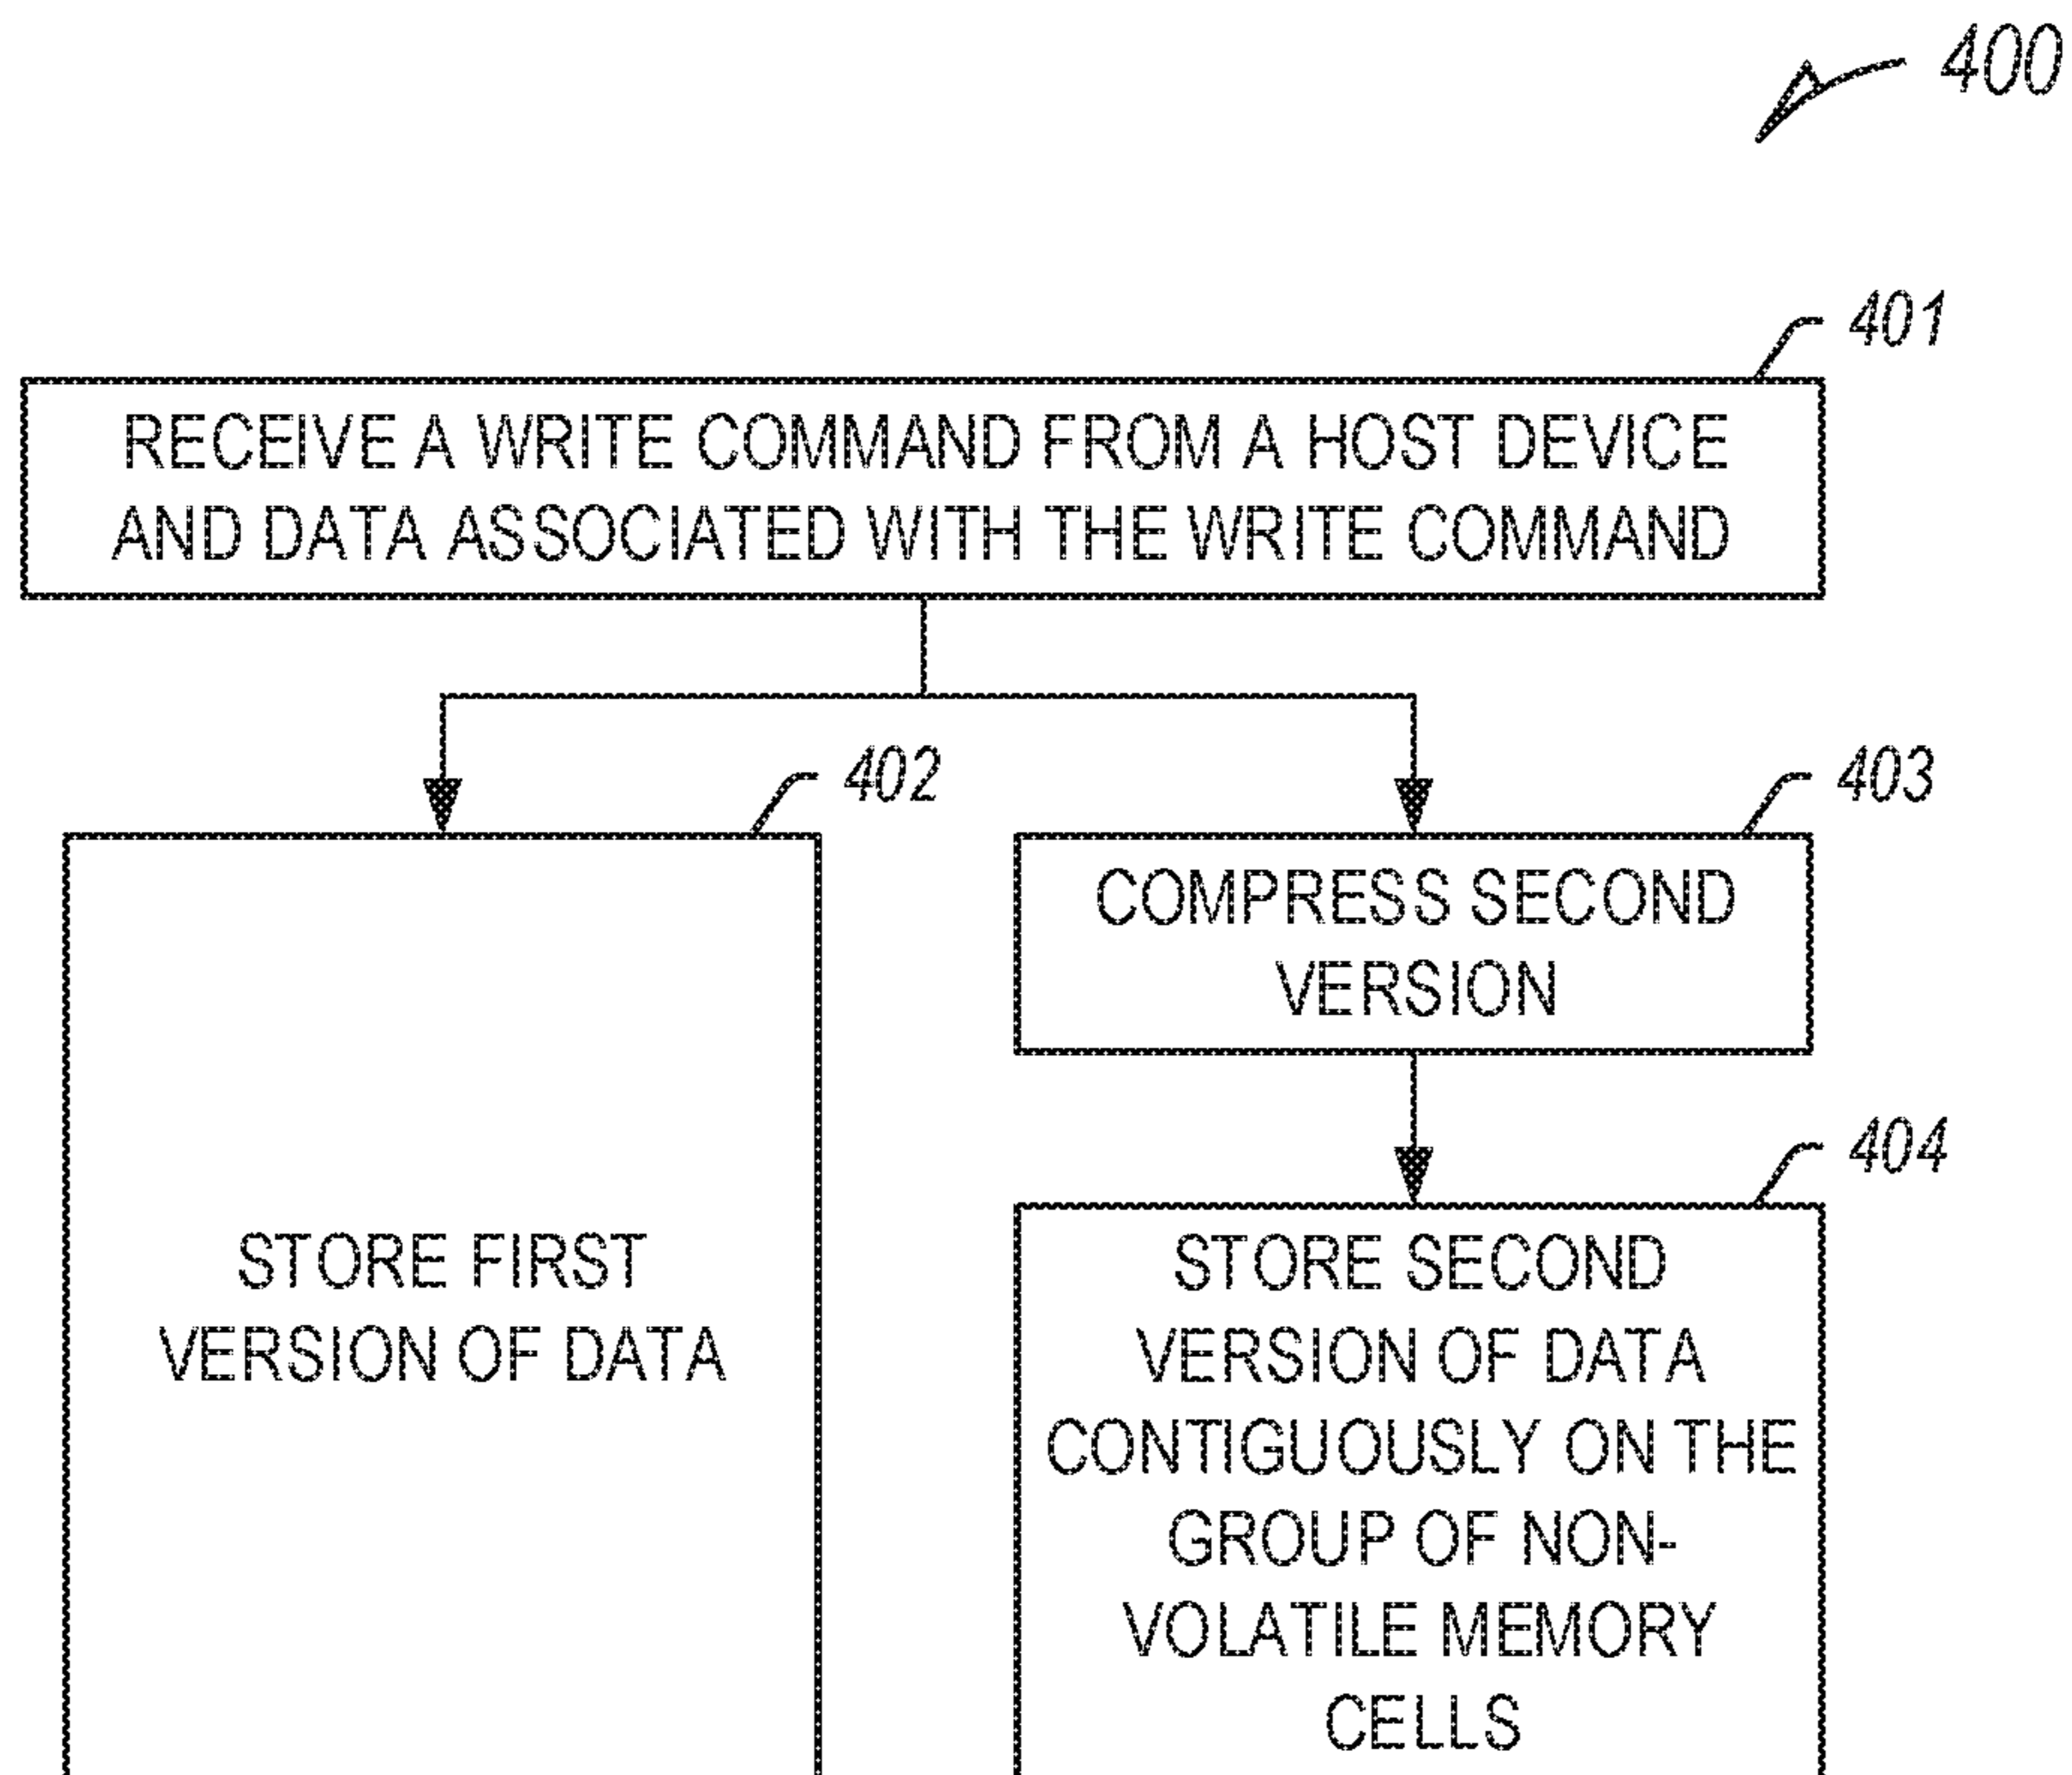 400
401
RECEIVE A WRITE COMMAND FROM A HOST DEVICE
AND DATA ASSOCIATED WITH THE WRITE COMMAND
402
403
COMPRESS SECOND
VERSION
404
STORE FIRST
VERSION OF DATA
STORE SECOND
VERSION OF DATA
CONTIGUOUSLY ON THE
GROUP OF NON-
VOLATILE MEMORY
CELLS